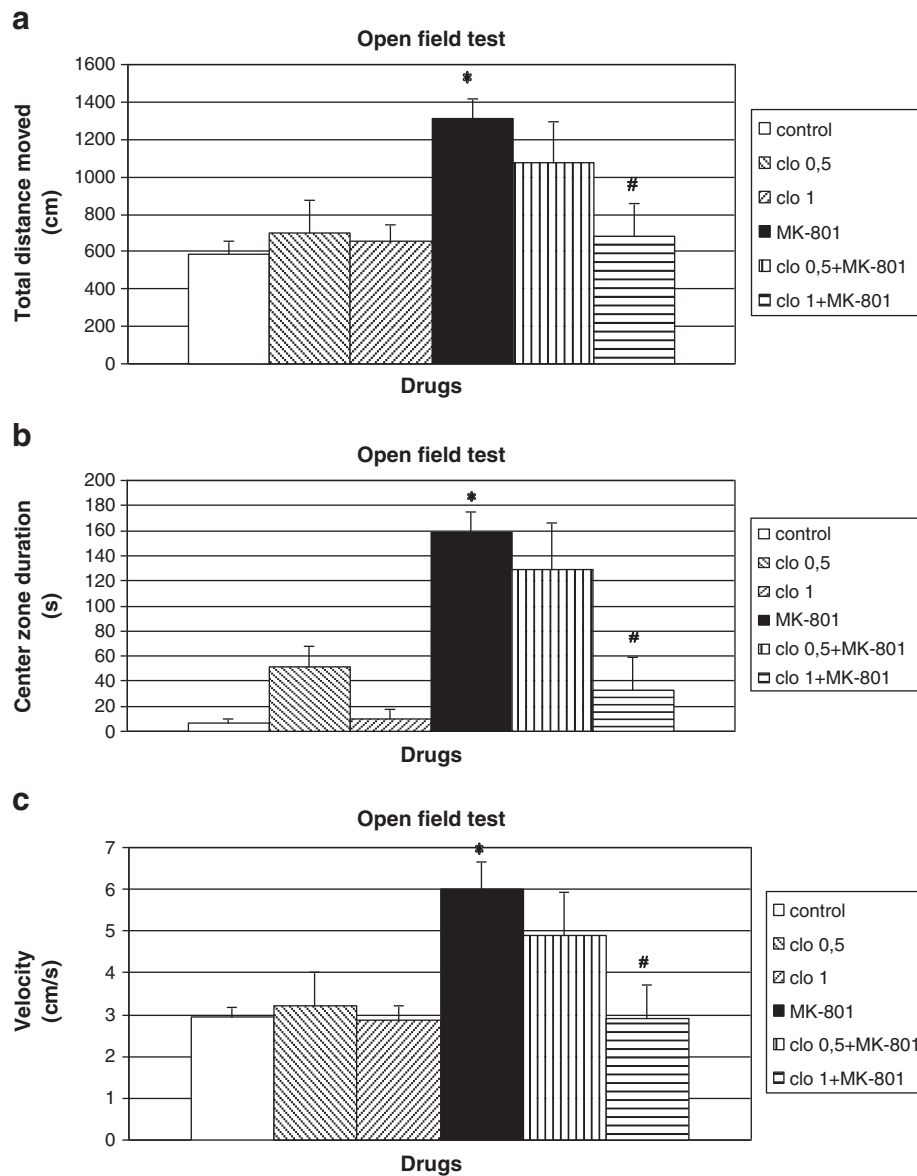 a
Open field test
Total distance moved
(cm)
1600
1400
1200
1000
800
600
400
200
0
*
#
Drugs
control
clo 0,5
clo 1
MK-801
clo 0,5+MK-801
clo 1+MK-801
b
Open field test
Center zone duration
(s)
200
180
160
140
120
100
80
60
40
20
0
*
#
Drugs
control
clo 0,5
clo 1
MK-801
clo 0,5+MK-801
clo 1+MK-801
c
Open field test
Velocity
(cm/s)
7
6
5
4
3
2
1
0
*
#
Drugs
control
clo 0,5
clo 1
MK-801
clo 0,5+MK-801
clo 1+MK-801